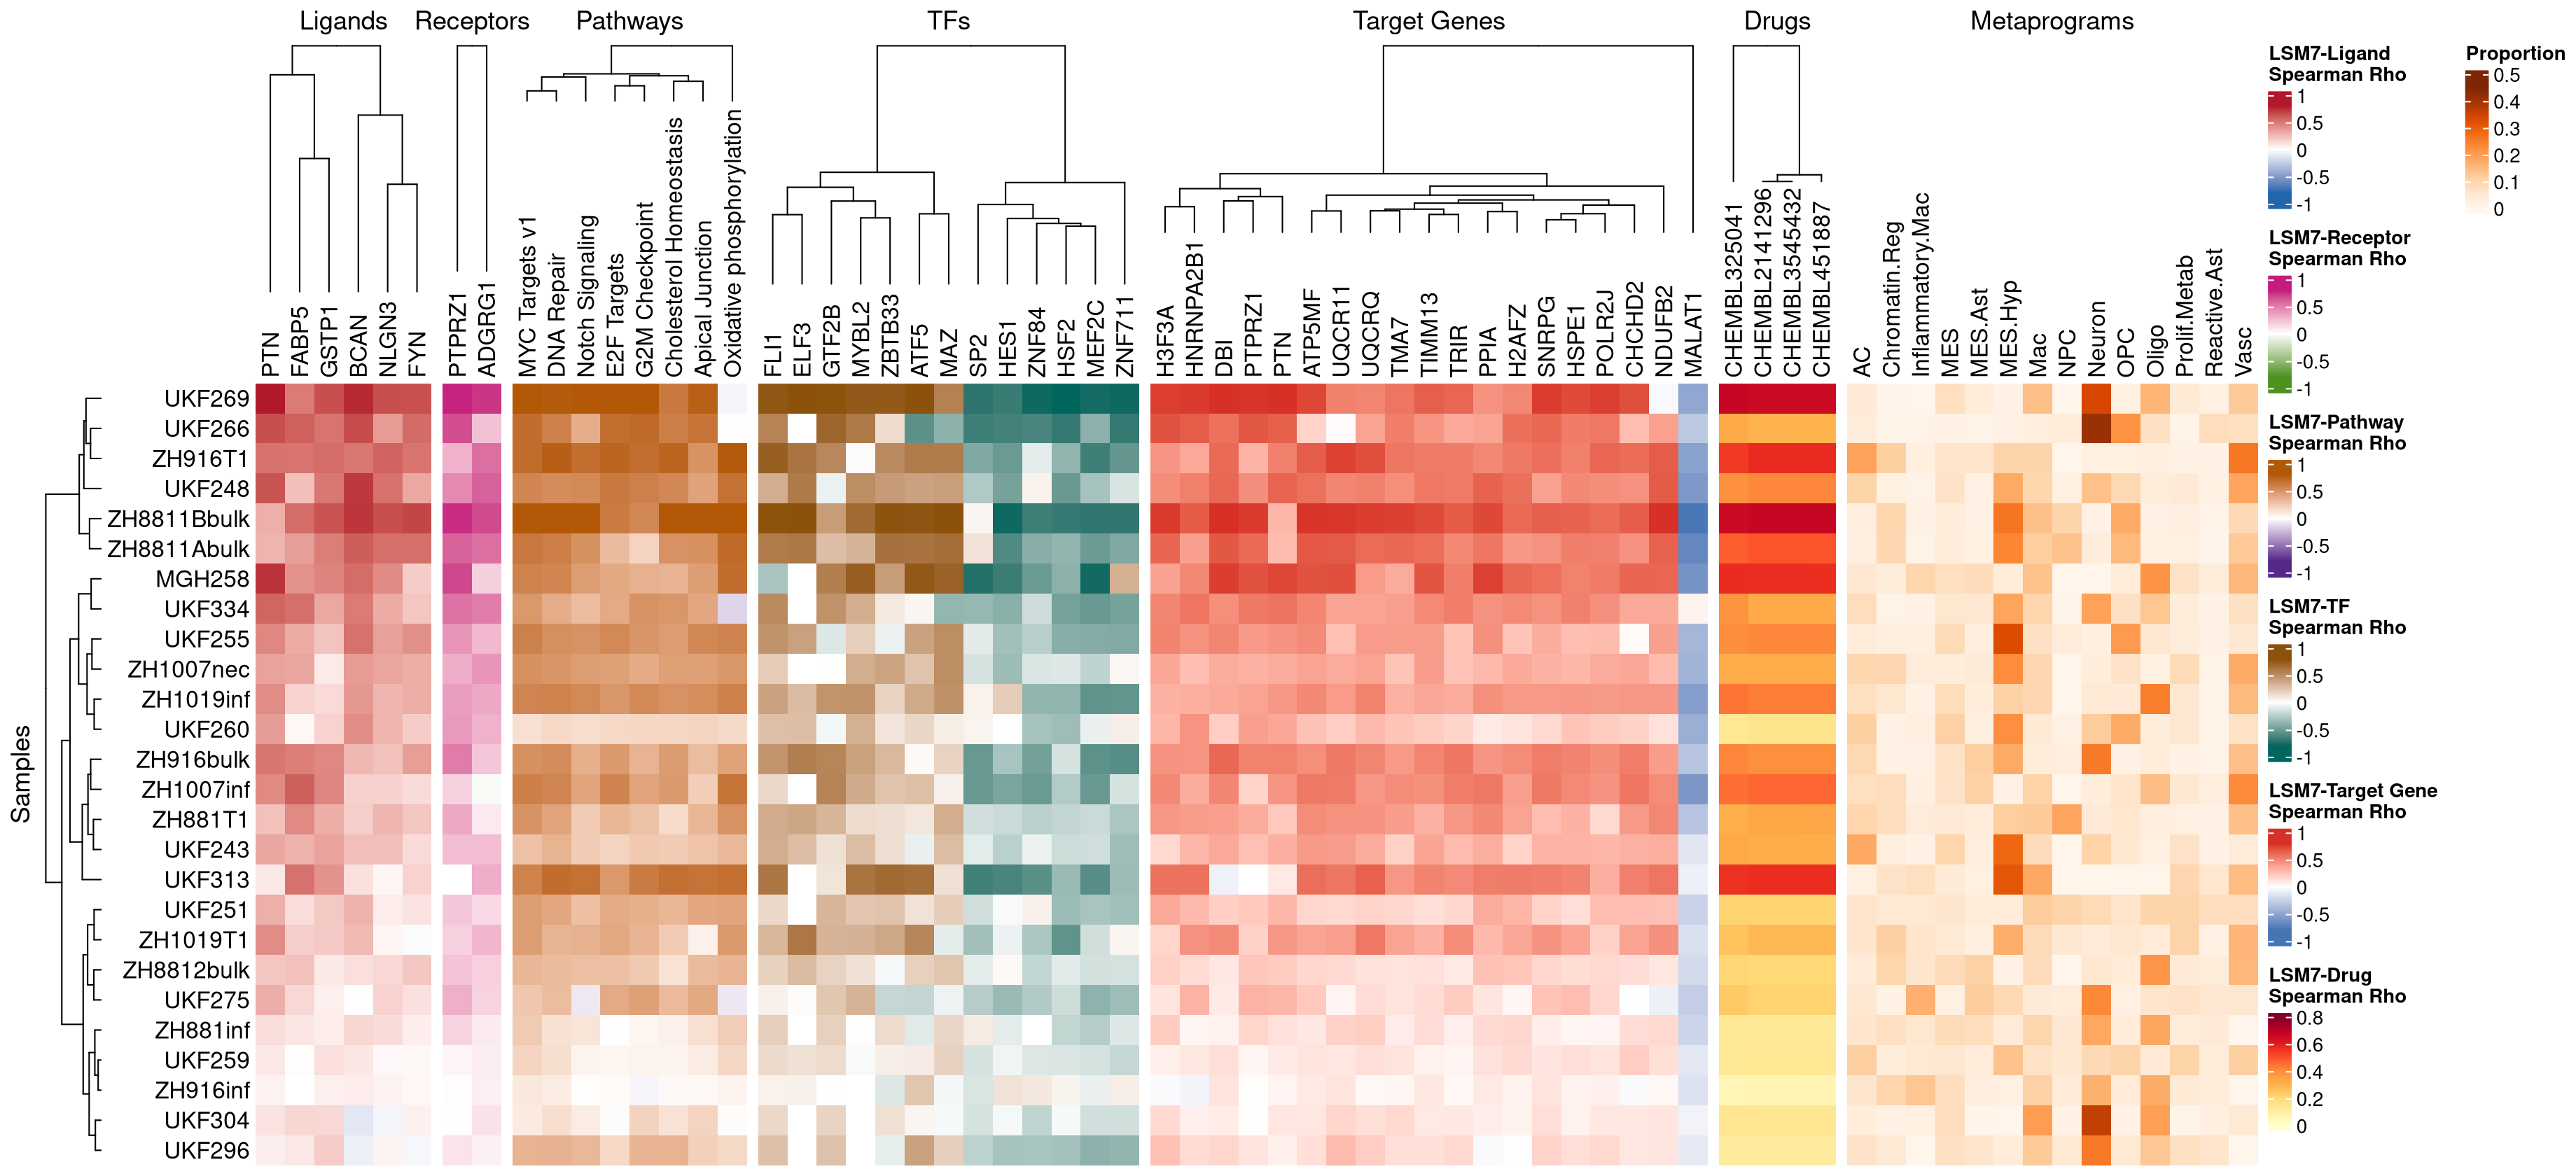 Ligands Receptors Pathways TFs Target Genes Drugs Metaprograms
PTN FABP5 GSTP1 BCAN NLGN3 FYN
PTPRZ1 ADGRG1
MYC Targets v1
DNA Repair
Notch Signaling
E2F Targets
G2M Checkpoint
Cholesterol Homeostasis
Apical Junction
Oxidative phosphorylation
FLI1 ELF3 GTF2B MYBL2 ZBTB33 ATF5 MAZ SP2 HES1 ZNF84 HSF2 MEF2C ZNF711
H3F3A HNRNPA2B1 DBI PTPRZ1 PTN ATP5MF UQCR11 UQCRQ TMA7 TIMM13 TRIR PPIA H2AFZ SNRPG HSPE1 POLR2J CHCHD2 NDUFB2 MALAT1
CHEMBL325041
CHEMBL2141296
CHEMBL3545432
CHEMBL451887
AC Chromatin.Reg Inflammatory.Mac MES MES.Ast MES.Hyp Mac NPC Neuron OPC Oligo Prolif.Metab Reactive.Ast Vasc
Samples
UKF269
UKF266
ZH916T1
UKF248
ZH8811Bbulk
ZH8811Abulk
MGH258
UKF334
UKF255
ZH1007nec
ZH1019inf
UKF260
ZH916bulk
ZH1007inf
ZH881T1
UKF243
UKF313
UKF251
ZH1019T1
ZH8812bulk
UKF275
ZH881inf
UKF259
ZH916inf
UKF304
UKF296
LSM7-Ligand
Spearman Rho
1
0.5
0
-0.5
-1
LSM7-Receptor
Spearman Rho
1
0.5
0
-0.5
-1
LSM7-Pathway
Spearman Rho
1
0.5
0
-0.5
-1
LSM7-TF
Spearman Rho
1
0.5
0
-0.5
-1
LSM7-Target Gene
Spearman Rho
1
0.5
0
-0.5
-1
LSM7-Drug
Spearman Rho
0.8
0.6
0.4
0.2
0
Proportion
0.5
0.4
0.3
0.2
0.1
0